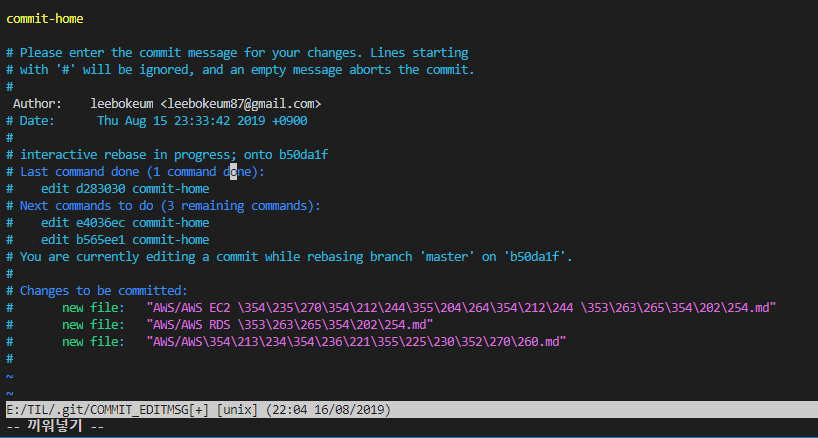 commit-home
# Please enter the commit message for your changes. Lines starting
# with '#' will be ignored, and an empty message aborts the commit.
#
Author:    leebokeum <leebokeum87@gmail.com>
# Date:      Thu Aug 15 23:33:42 2019 +0900
#
# interactive rebase in progress; onto b50da1f
# Last command done (1 command done):
#    edit d283030 commit-home
# Next commands to do (3 remaining commands):
#    edit e4036ec commit-home
#    edit b565ee1 commit-home
# You are currently editing a commit while rebasing branch 'master' on 'b50da1f'.
#
# Changes to be committed:
#       new file:   "AWS/AWS EC2 \354\235\270\354\212\244\355\204\264\354\212\244 \353\263\265\354\202\254.md"
#       new file:   "AWS/AWS RDS \353\263\265\354\202\254.md"
#       new file:   "AWS/AWS\354\213\234\354\236\221\355\225\230\352\270\260.md"
#
~
~
E:/TIL/.git/COMMIT_EDITMSG[+] [unix] (22:04 16/08/2019)
-- 끼워넣기 --